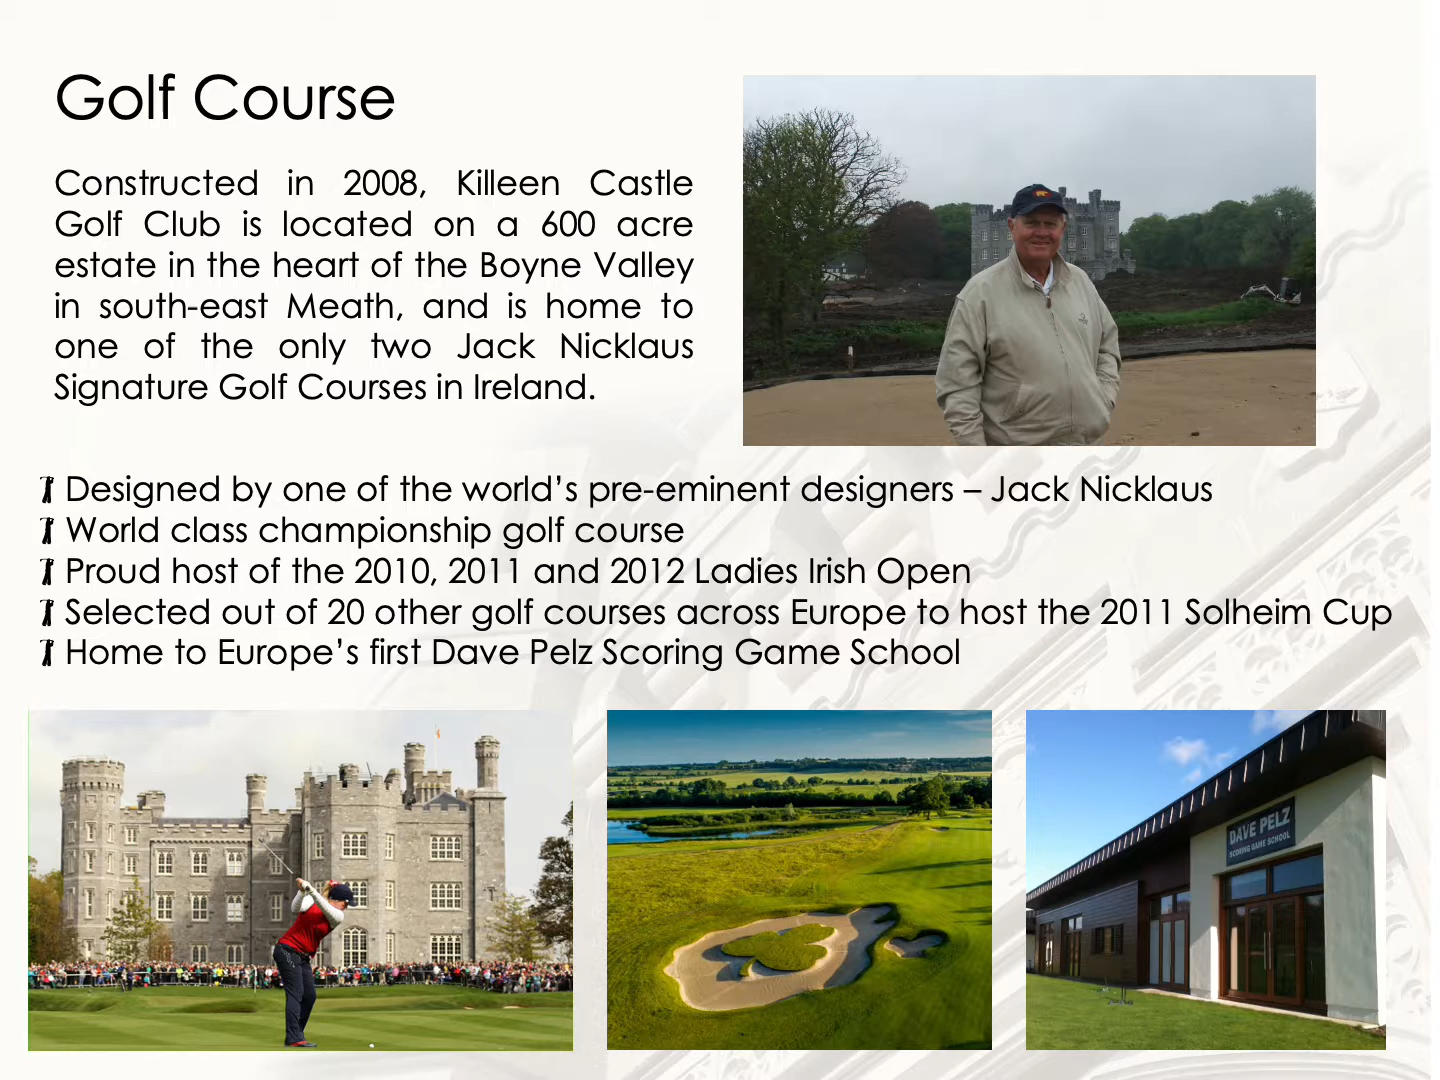 Golf Course
Constructed in 2008, Killeen Castle
Golf Club is located on a 600 acre
estate in the heart of the Boyne Valley
in south-east Meath, and is home to
one of the only two Jack Nicklaus
Signature Golf Courses in Ireland.
Designed by one of the world’s pre-eminent designers – Jack Nicklaus
World class championship golf course
Proud host of the 2010, 2011 and 2012 Ladies Irish Open
Selected out of 20 other golf courses across Europe to host the 2011 Solheim Cup
Home to Europe’s first Dave Pelz Scoring Game School
DAVE PELZ
SCORING GAME SCHOOL